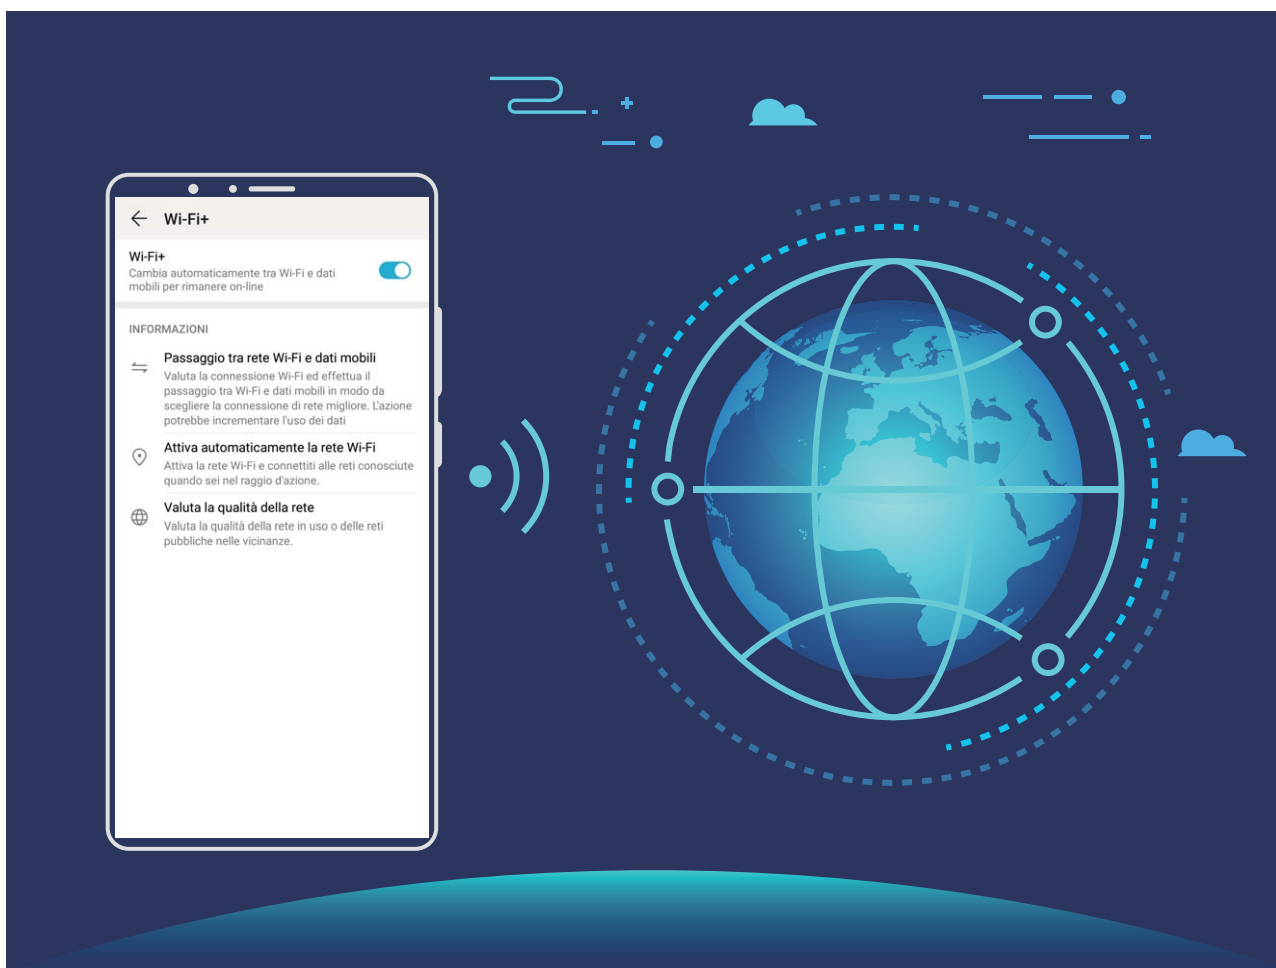 Wi-Fi+
Wi-Fi+
Cambia automaticamente tra Wi-Fi e dati
mobili per rimanere on-line
INFORMAZIONI
Passaggio tra rete Wi-Fi e dati mobili
Valuta la connessione Wi-Fi ed effettua il
passaggio tra Wi-Fi e dati mobili in modo da
scegliere la connessione di rete migliore. L'azione
potrebbe incrementare l'uso dei dati
Attiva automaticamente la rete Wi-Fi
Attiva la rete Wi-Fi e connettiti alle reti conosciute
quando sei nel raggio d'azione.
Valuta la qualità della rete
Valuta la qualità della rete in uso o delle reti
pubbliche nelle vicinanze.